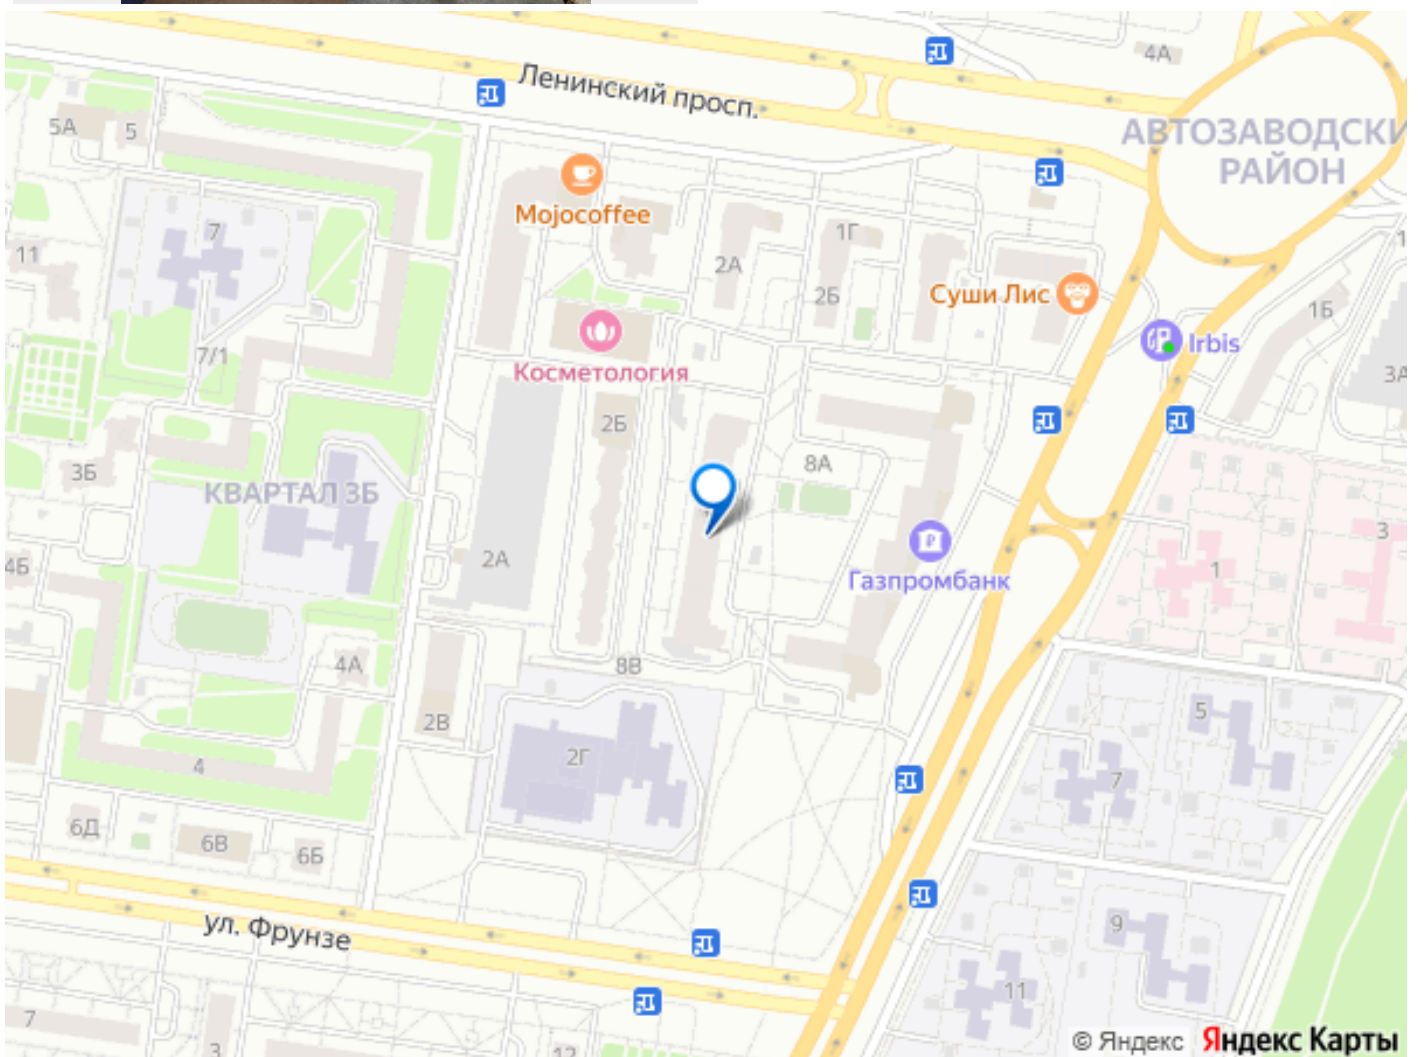 Ленинский просп.
4А
5А
5
АВТОЗАВОДСКИ
РАЙОН
Mojocoffee
7
1Г
11
2А
2Б
Суши Лис
1Б
Irbis
7/1
Косметология
3А
2Б
8А
3Б
КВАРТАЛ 3Б
3
2А
4Б
1
Газпромбанк
4А
8В
2В
5
2Г
4
7
6Д
6В
6Б
ул. Фрунзе
9
11
7
3
12
© Яндекс Яндекс Карты